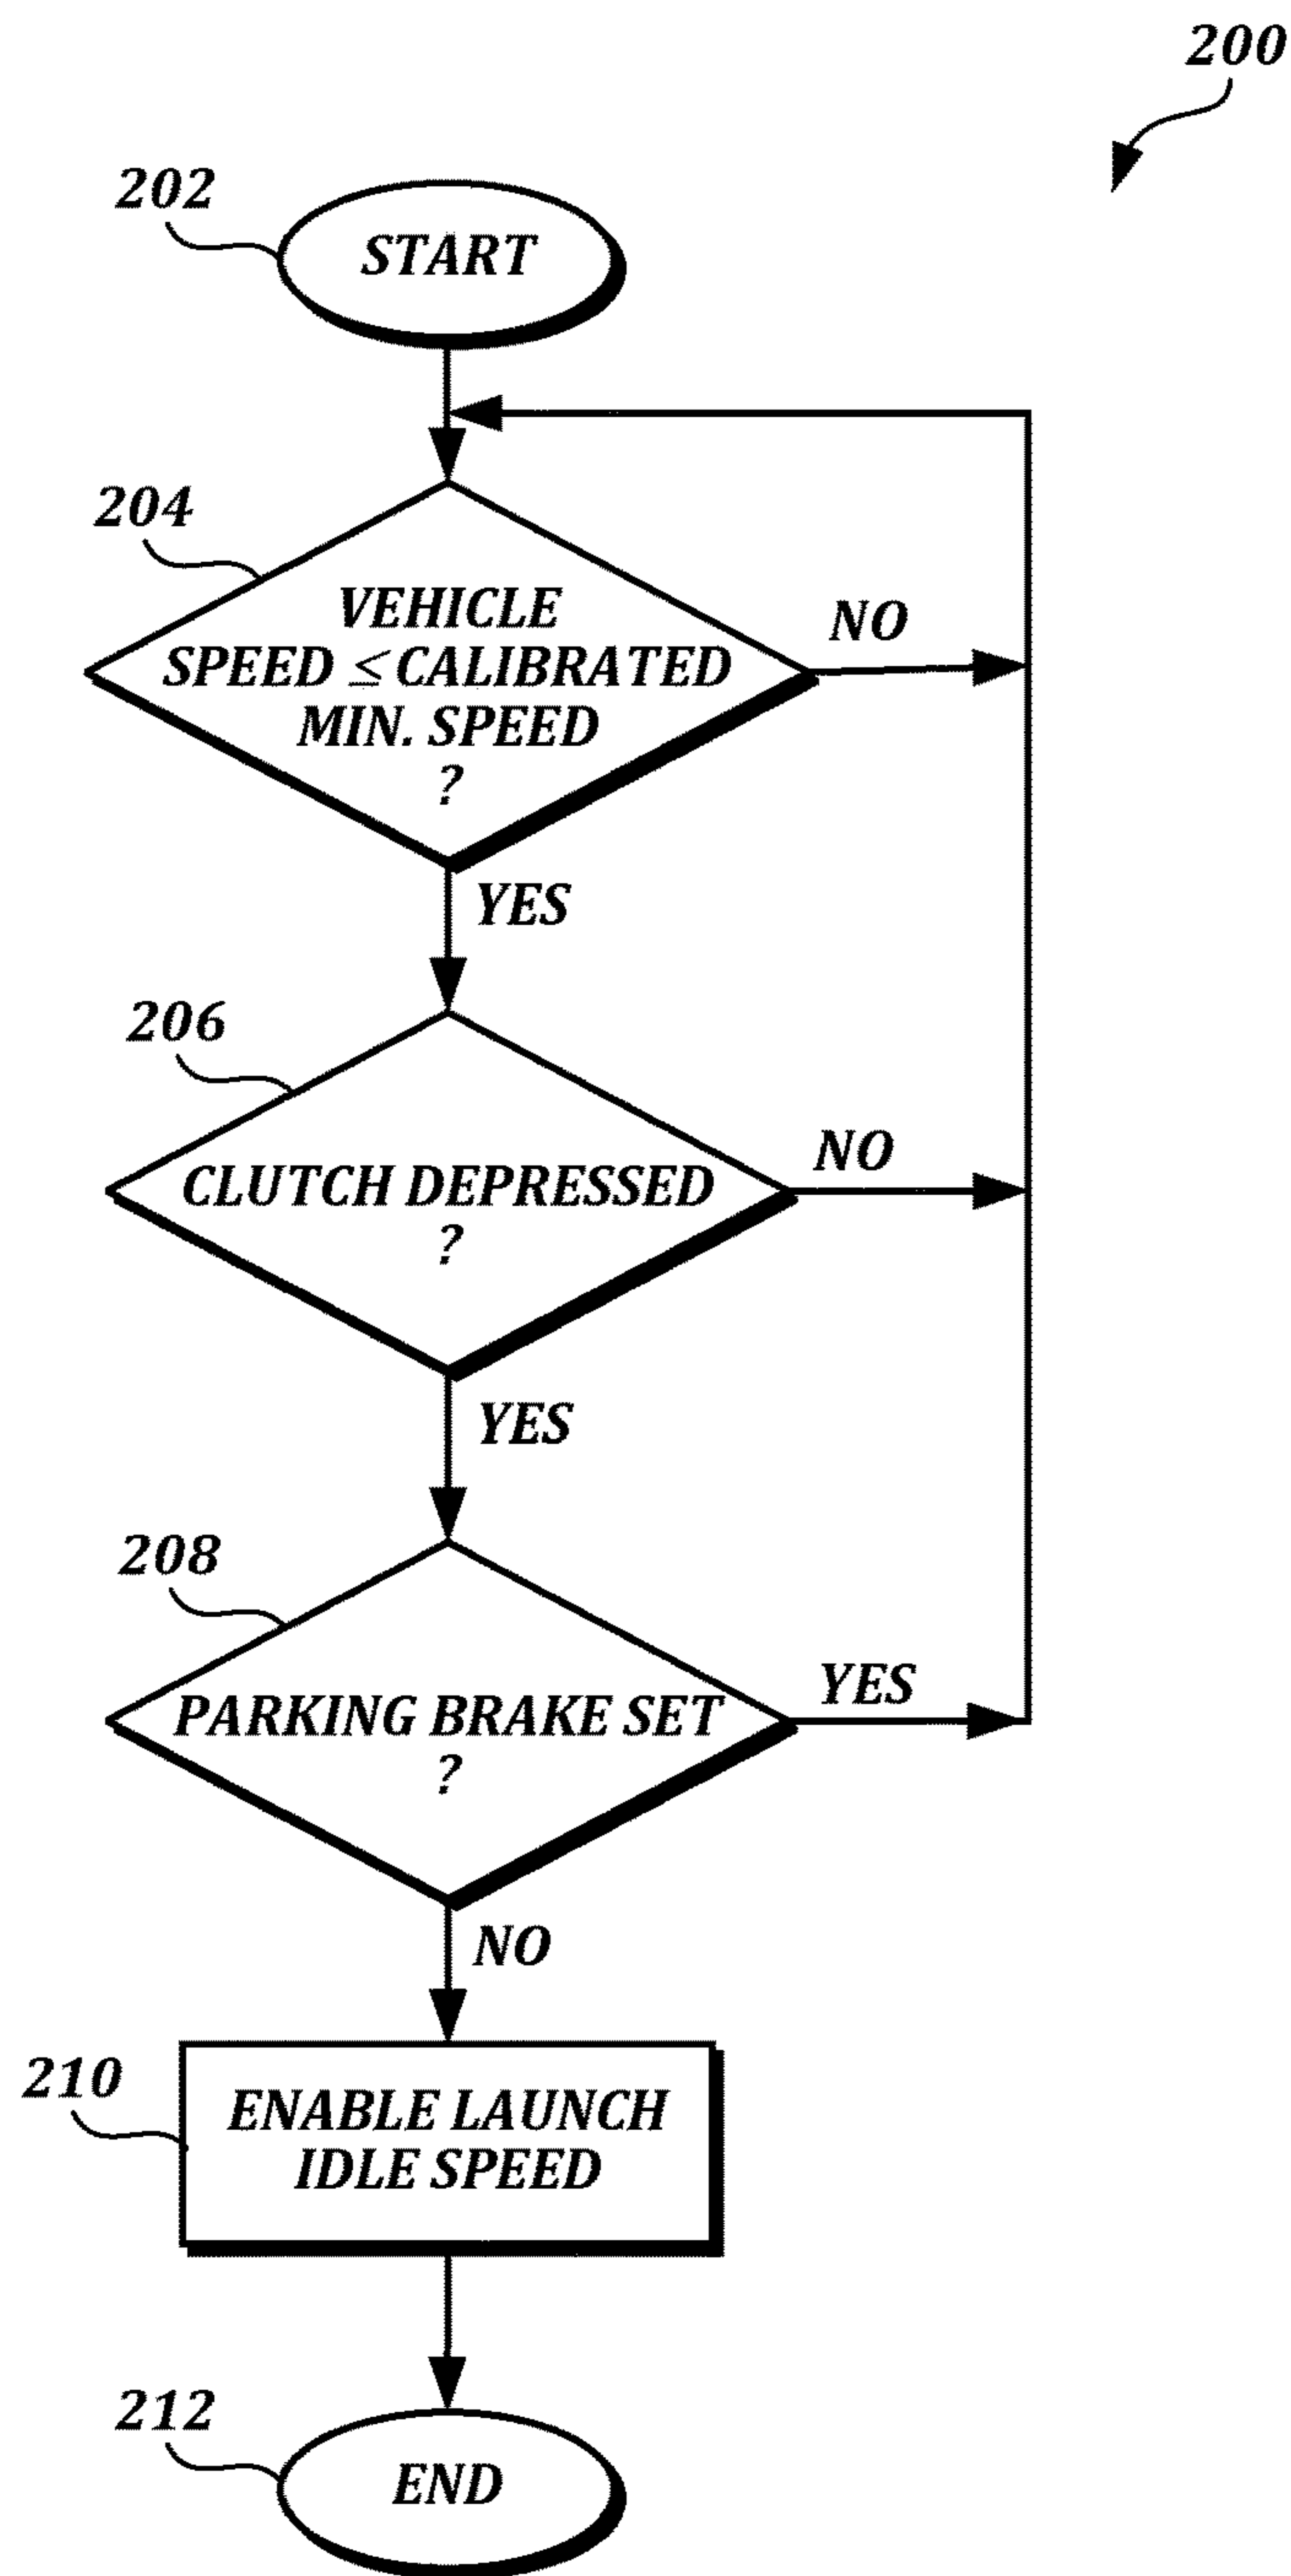 200
202
START
204
VEHICLE
SPEED ≤ CALIBRATED
MIN. SPEED
?
NO
YES
206
CLUTCH DEPRESSED
?
NO
YES
208
PARKING BRAKE SET
?
YES
NO
210
ENABLE LAUNCH
IDLE SPEED
212
END